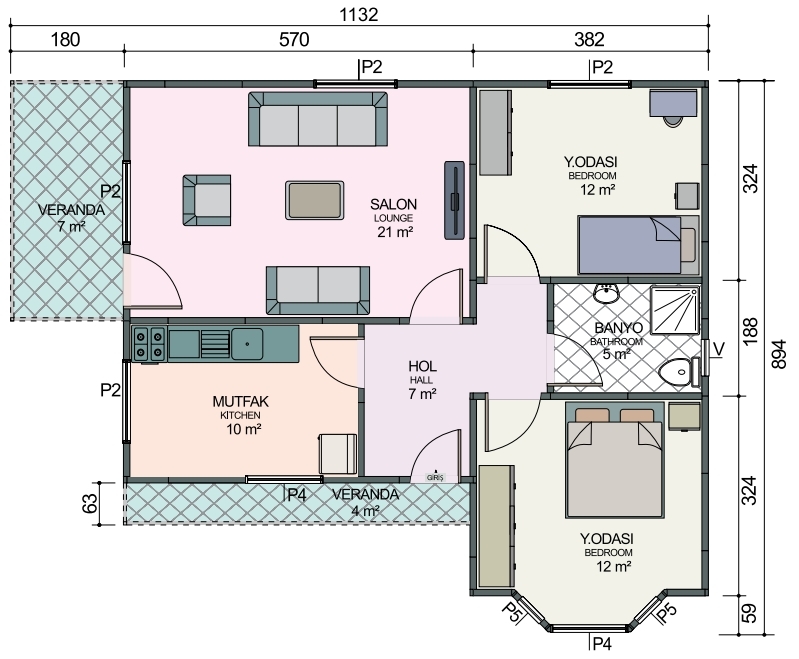 1132
180
570
382
P2
P2
P2
VERANDA
7 m²
SALON
LOUNGE
21 m²
Y.ODASI
BEDROOM
12 m²
324
BANYO
BATHROOM
5 m²
V
188
894
HOL
HALL
7 m²
P2
MUTFAK
KITCHEN
10 m²
GİRİŞ
63
P4
VERANDA
4 m²
324
Y.ODASI
BEDROOM
12 m²
P5
P5
P4
59